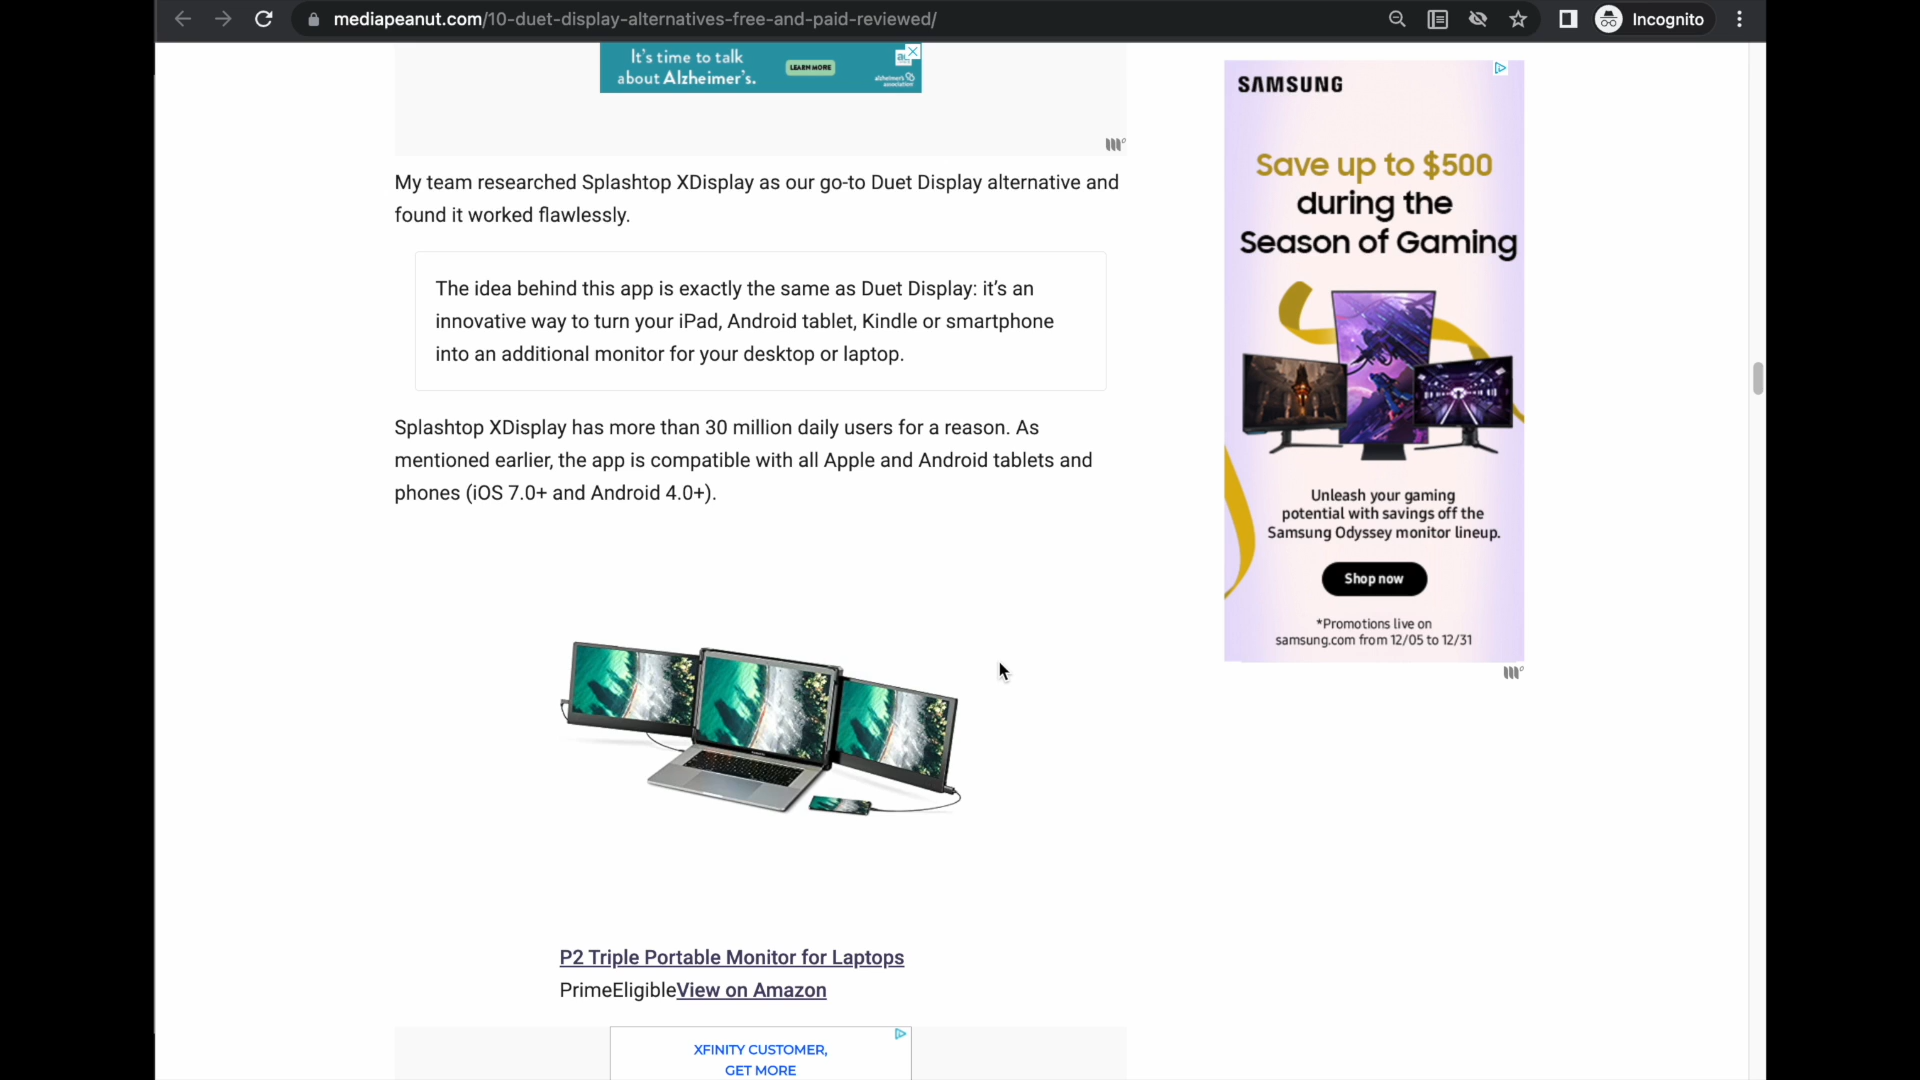 mediapeanut.com/10-duet-display-alternatives-free-and-paid-reviewed/
Incognito
It's time to talk
about Alzheimer's.
LEARN MORE
alzheimer's
association
My team researched Splashtop XDisplay as our go-to Duet Display alternative and
found it worked flawlessly.
The idea behind this app is exactly the same as Duet Display: it's an
innovative way to turn your iPad, Android tablet, Kindle or smartphone
into an additional monitor for your desktop or laptop.
Splashtop XDisplay has more than 30 million daily users for a reason. As
mentioned earlier, the app is compatible with all Apple and Android tablets and
phones (iOS 7.0+ and Android 4.0+).
P2 Triple Portable Monitor for Laptops
PrimeEligibleView on Amazon
XFINITY CUSTOMER,
GET MORE
SAMSUNG
Save up to $500
during the
Season of Gaming
Unleash your gaming
potential with savings off the
Samsung Odyssey monitor lineup.
Shop now
*Promotions live on
samsung.com from 12/05 to 12/31